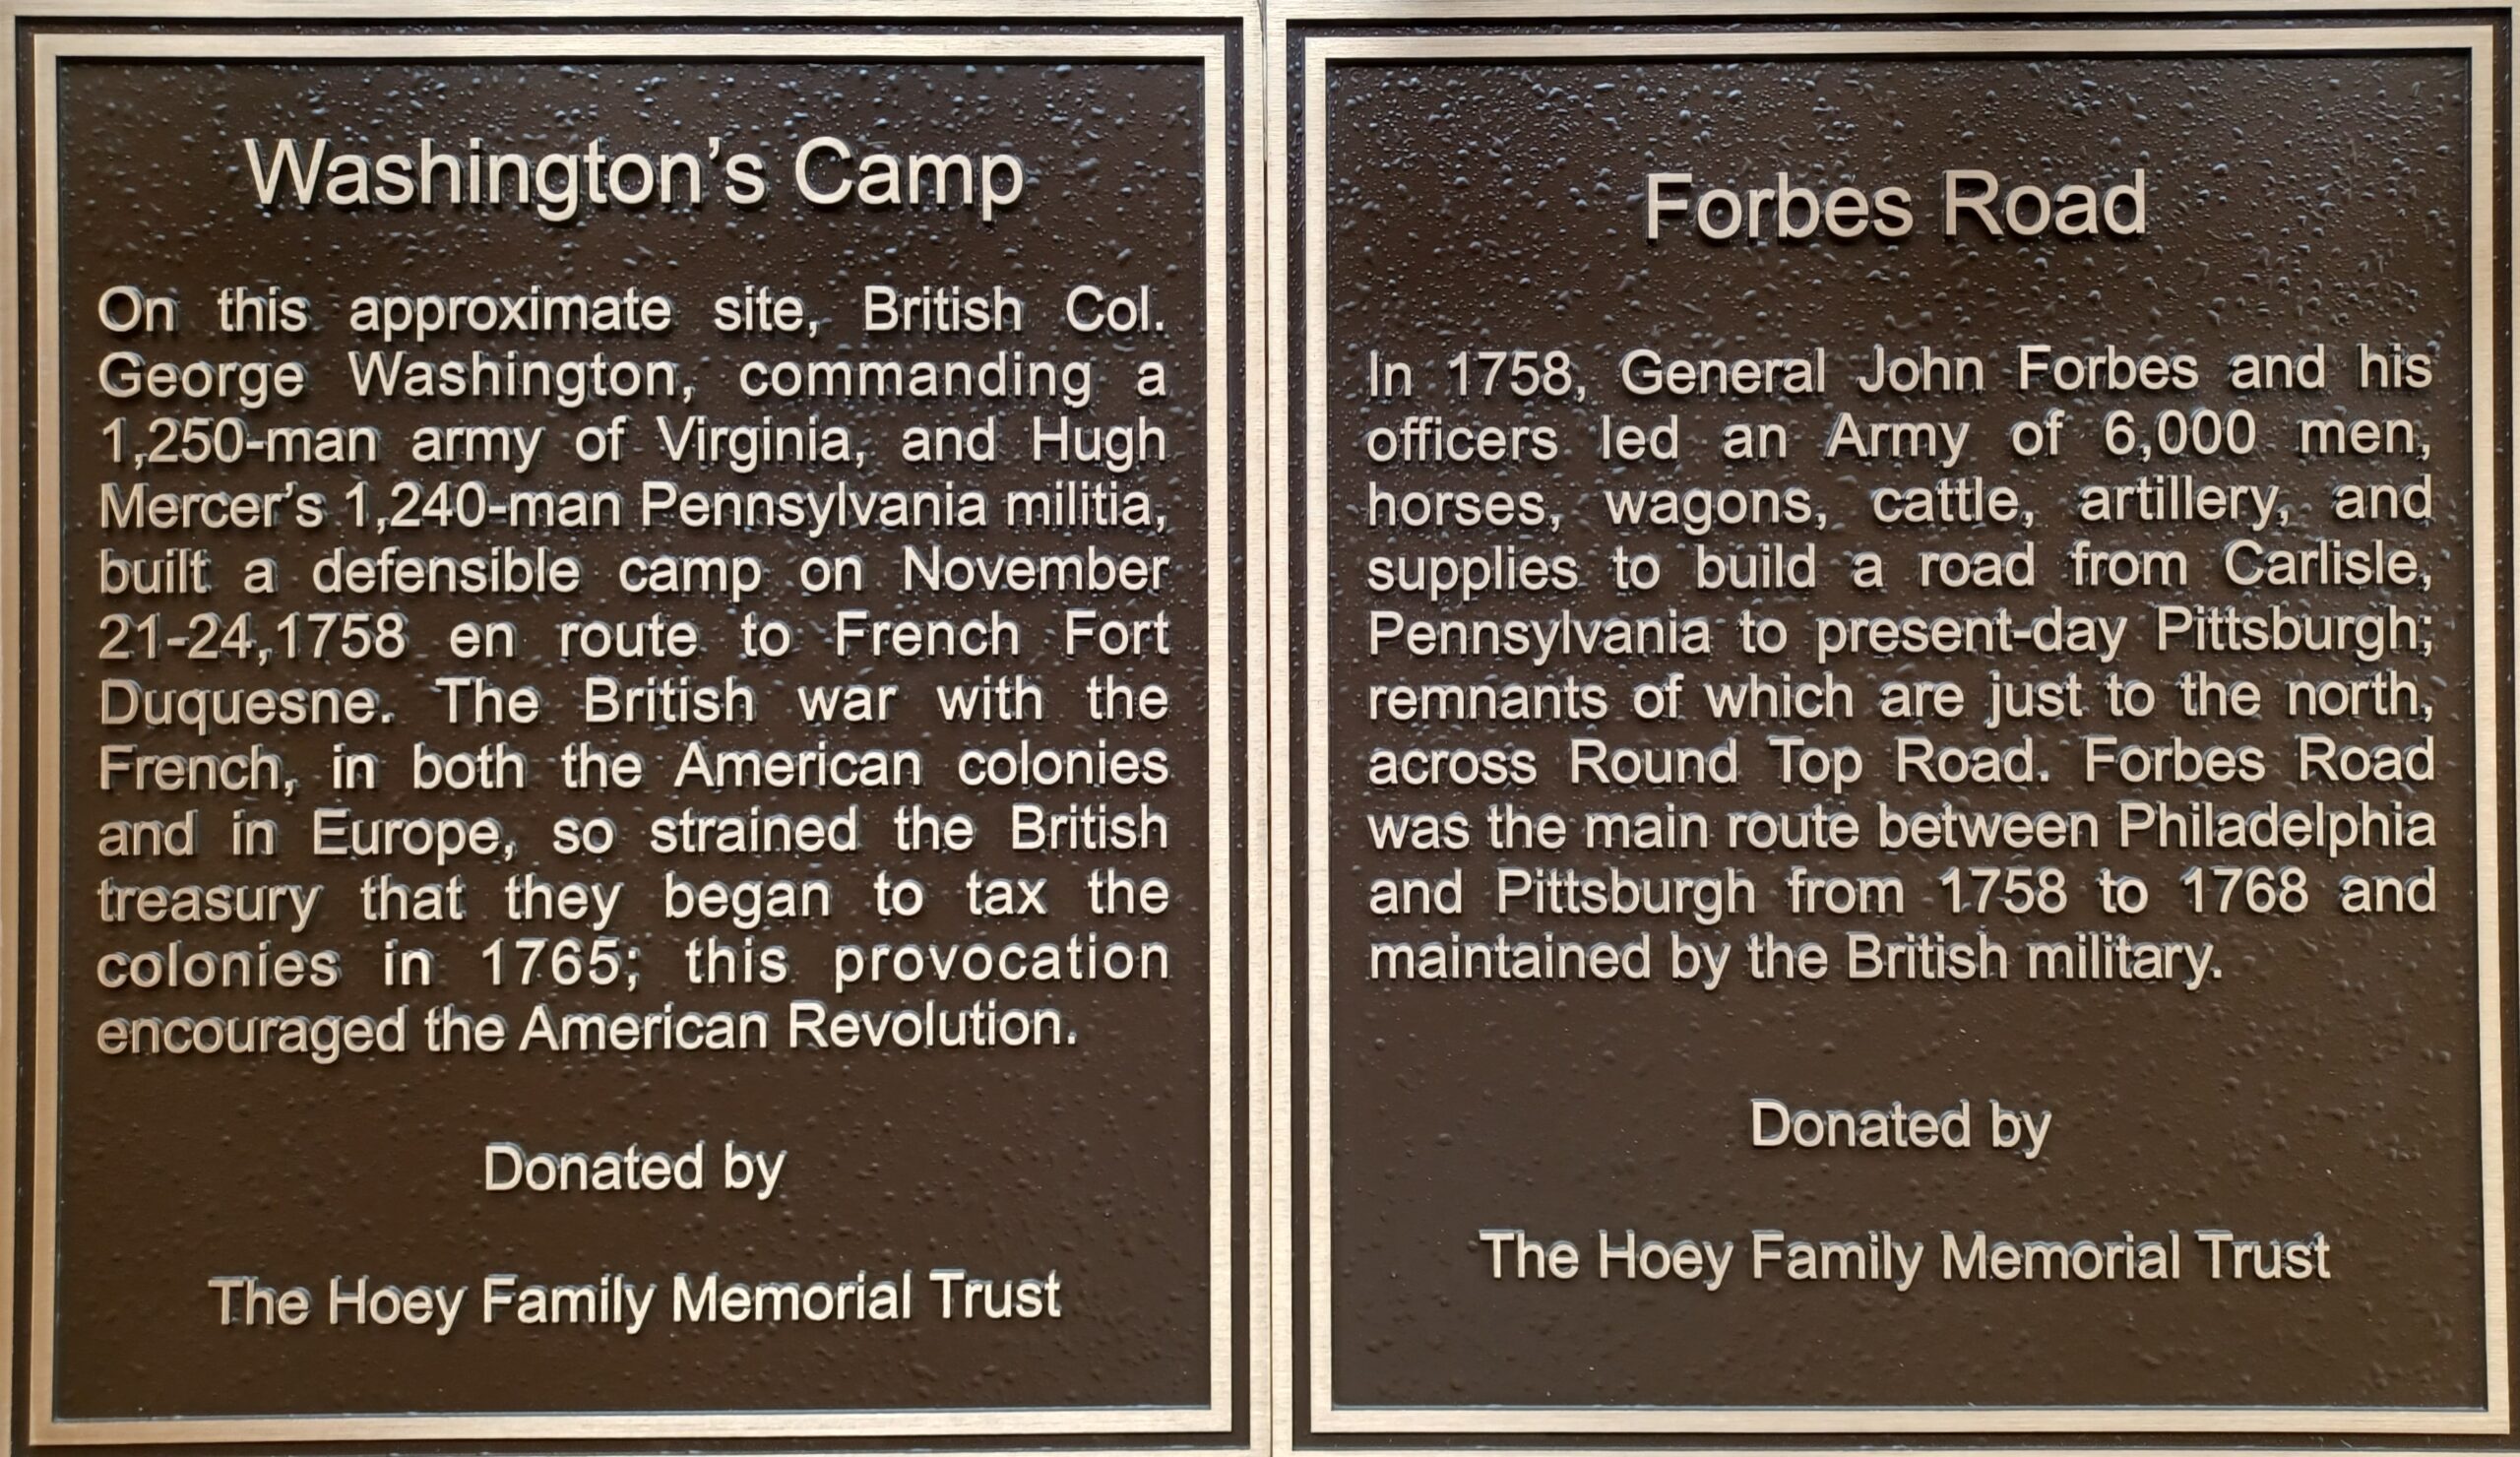 Washington's Camp
On this approximate site, British Col.
George Washington, commanding a
1,250-man army of Virginia, and Hugh
Mercer's 1,240-man Pennsylvania militia,
built a defensible camp on November
21-24,1758 en route to French Fort
Duquesne. The British war with the
French, in both the American colonies
and in Europe, so strained the British
treasury that they began to tax the
colonies in 1765; this provocation
encouraged the American Revolution.
Donated by
The Hoey Family Memorial Trust
Forbes Road
In 1758, General John Forbes and his
officers led an Army of 6,000 men,
horses, wagons, cattle, artillery, and
supplies to build a road from Carlisle,
Pennsylvania to present-day Pittsburgh;
remnants of which are just to the north,
across Round Top Road. Forbes Road
was the main route between Philadelphia
and Pittsburgh from 1758 to 1768 and
maintained by the British military.
Donated by
The Hoey Family Memorial Trust